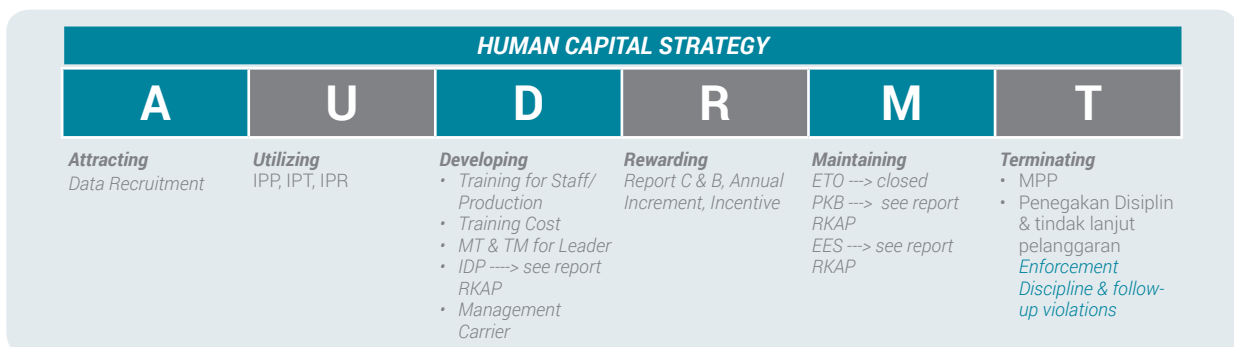 HUMAN CAPITAL STRATEGY
A
U
D
R
M
T
Attracting
Data Recruitment
Utilizing
IPP, IPT, IPR
Developing
• Training for Staff/
Production
• Training Cost
• MT & TM for Leader
• IDP ----> see report
RKAP
• Management
Carrier
Rewarding
Report C & B, Annual
Increment, Incentive
Maintaining
ETO ---> closed
PKB ---> see report
RKAP
EES ---> see report
RKAP
Terminating
• MPP
• Penegakan Disiplin
& tindak lanjut
pelanggaran
Enforcement
Discipline & follow-
up violations